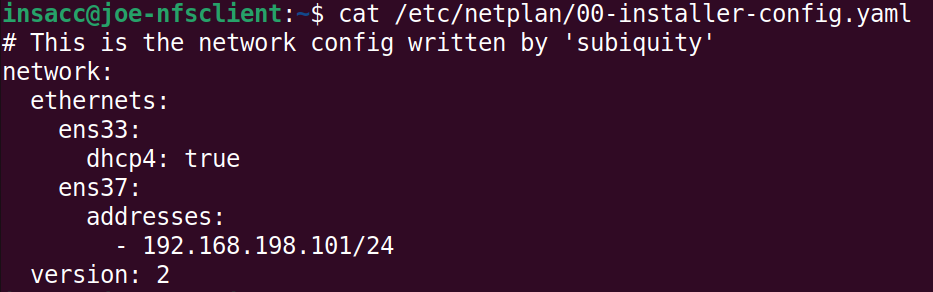 insacc@joe-nfsclient:~$ cat /etc/netplan/00-installer-config.yaml
# This is the network config written by 'subiquity'
network:
  ethernets:
    ens33:
      dhcp4: true
    ens37:
      addresses:
        - 192.168.198.101/24
  version: 2